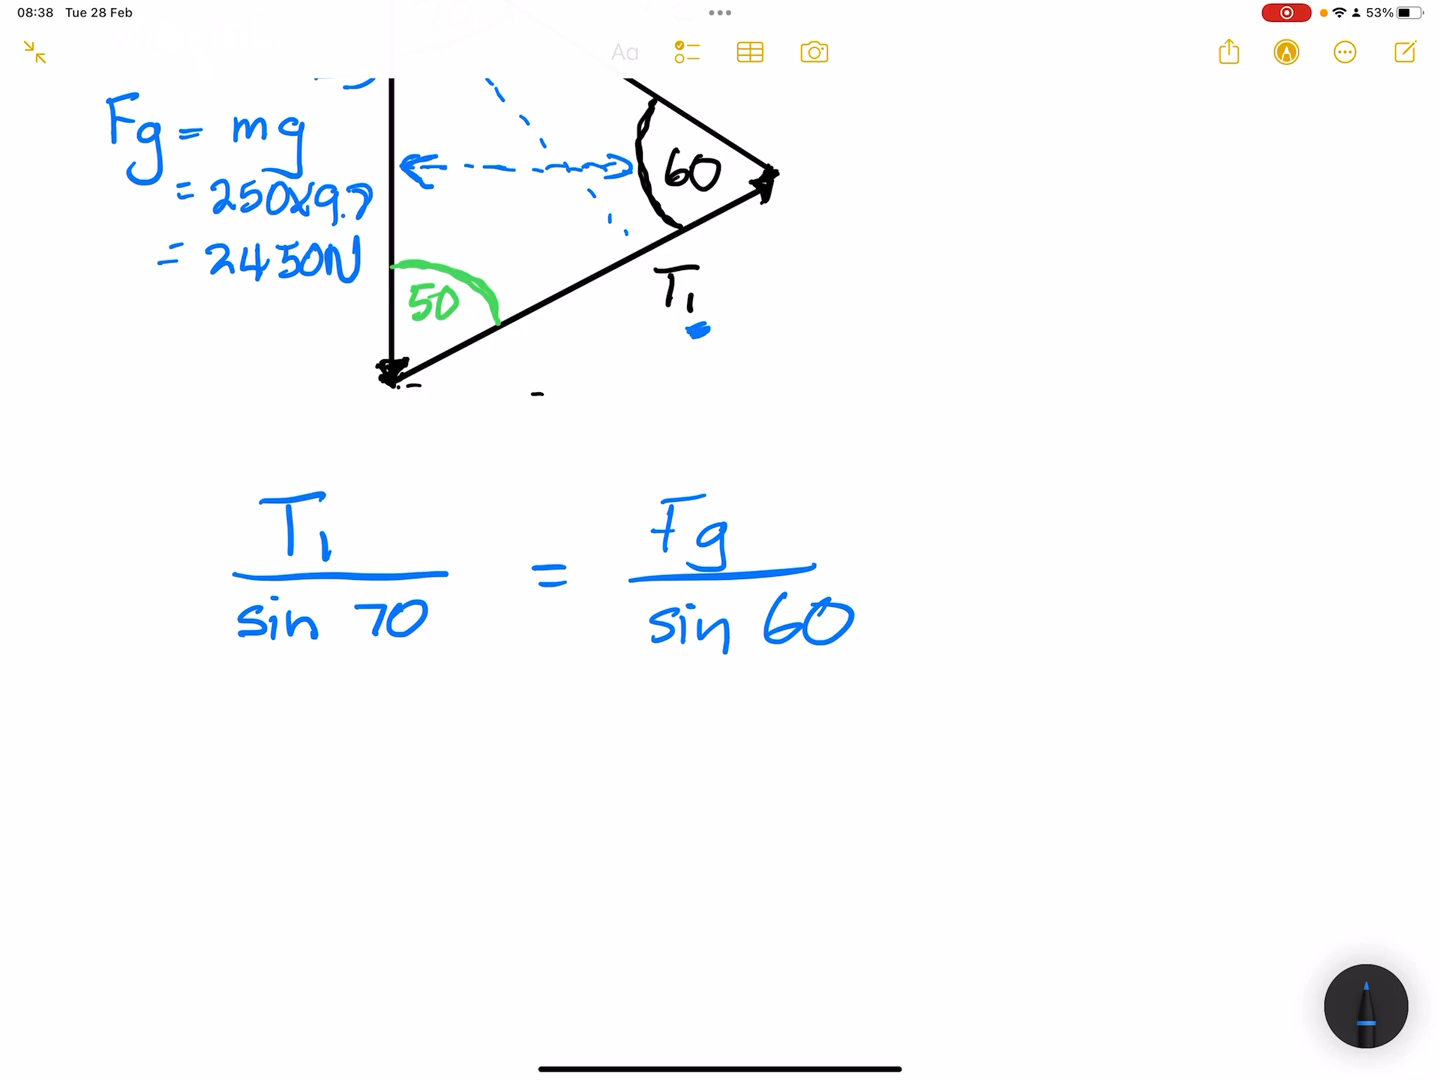 08:38 Tue 28 Feb
53%
Aa
Fg = mg
= 250x9.8
= 2450N
60
50
T1
T1 = Fg
sin 70 sin 60